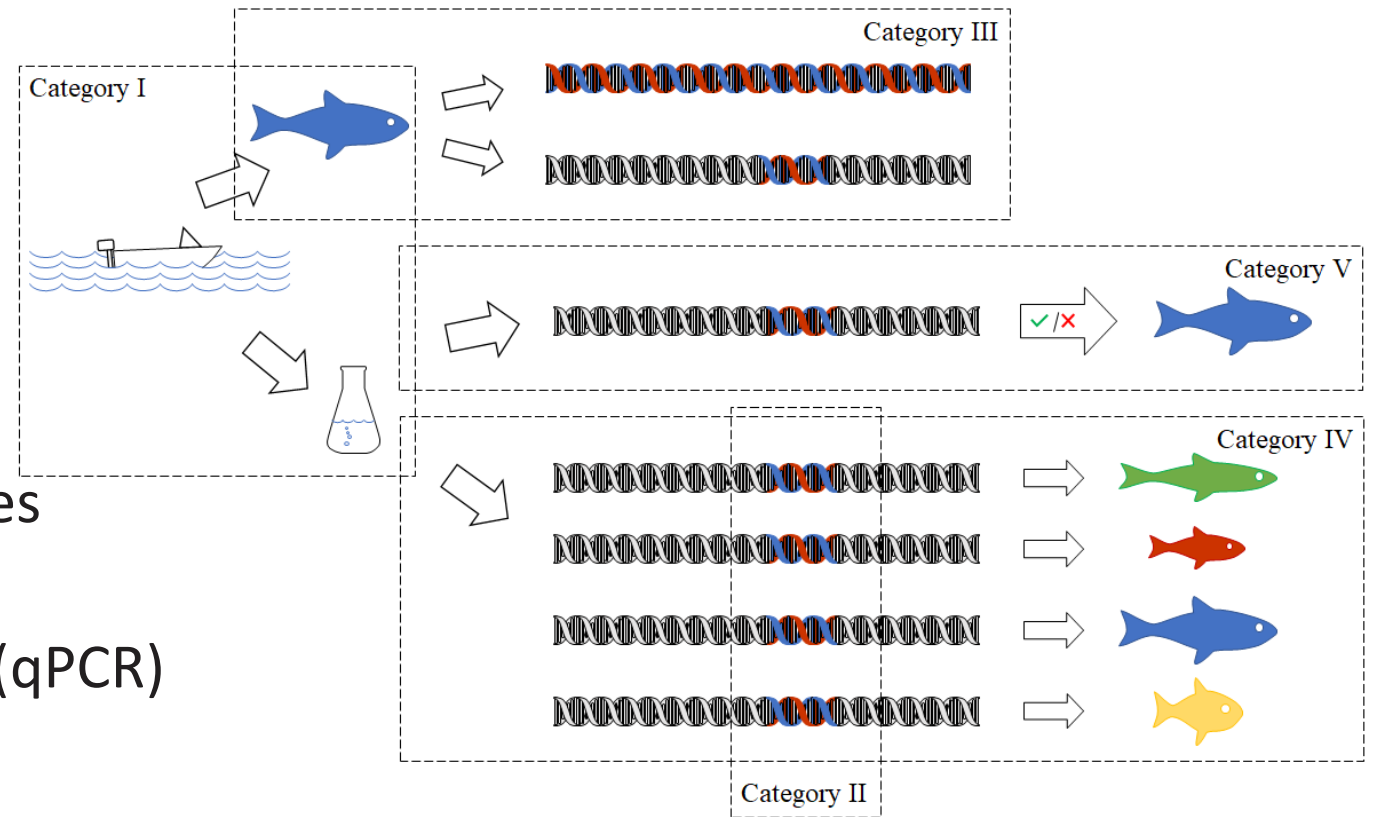 Category III
Category I
Category V
Category IV
es
(qPCR)
Category II